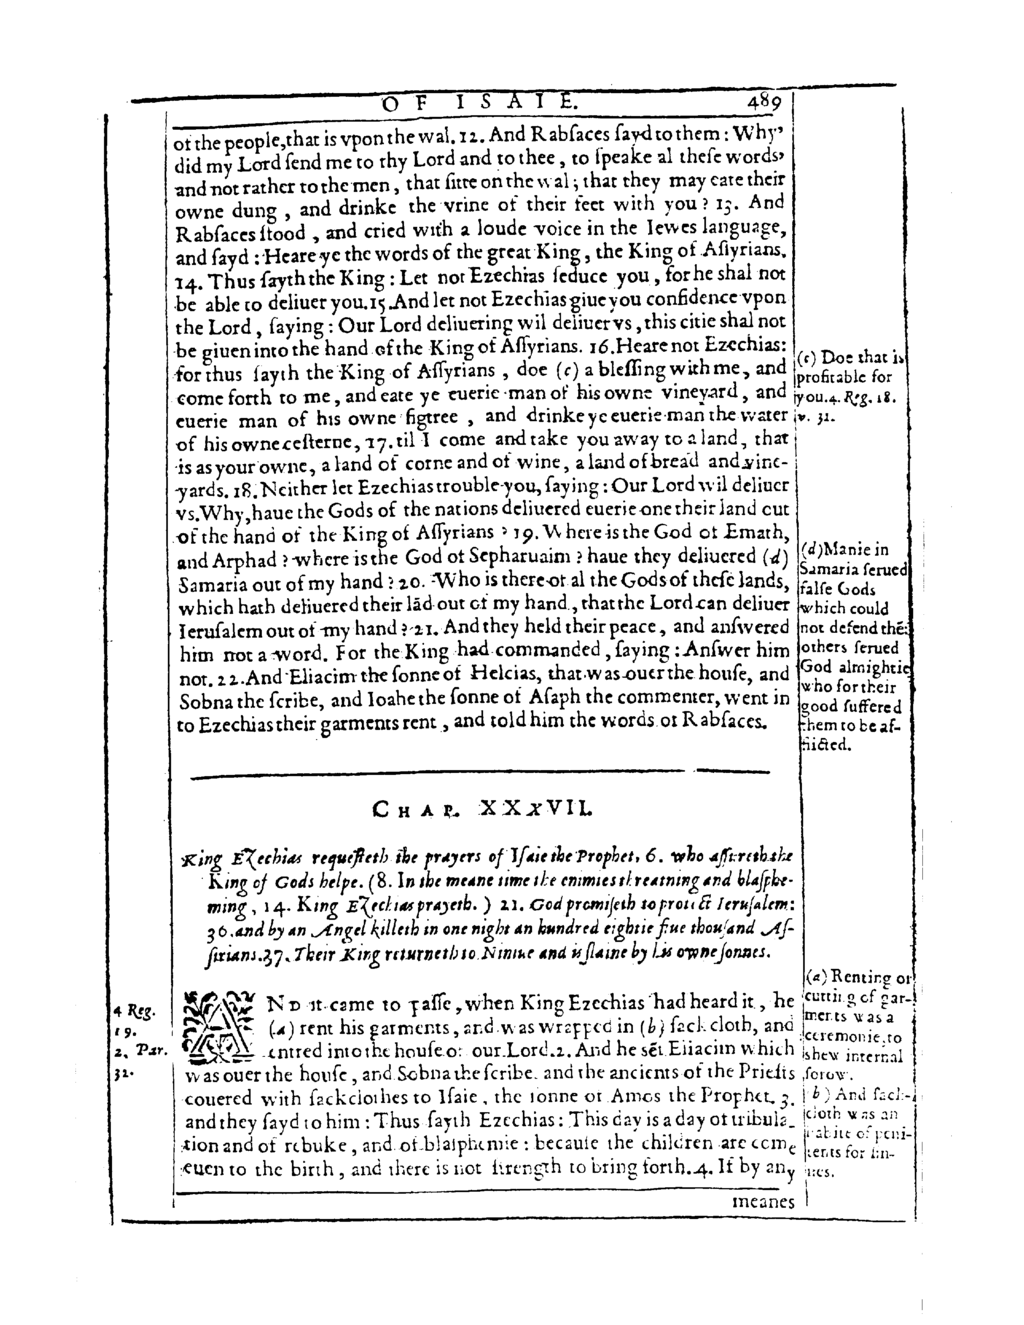 OF ISAIE. 489
of the people, that is vpon the wal. 12. And Rabſaces ſayd to them: Why
did my Lord ſend me to thy Lord and to thee, to ſpeake al theſe words,
and not rather to the men, that ſitte on the wal; that they may eate their
owne dung, and drinke the vrine of their feet with you? 13. And
Rabſaces ſtood, and cried with a loude voice in the Iewes language,
and ſayd: Heare ye the words of the great King, the King of Aſſyrians.
14. Thus ſayth the King: Let not Ezechias ſeduce you, for he shal not
be able to deliuer you. 15. And let not Ezechias giue you confidence vpon
the Lord, ſaying: Our Lord deliuering wil deliuer vs, this citie shal not
be giuen into the hand of the King of Aſſyrians. 16. Heare not Ezechias:
for thus ſayth the King of Aſſyrians, doe (c) a bleſſing with me, and
come forth to me, and eate ye euerie man of his owne vineyard, and
euerie man of his owne figtree, and drinke ye euerie man the water
of his owne ceſterne, 17. til I come and take you away to a land, that
is as your owne, a land of corne and of wine, a land of bread and vine-
yards. 18. Neither let Ezechias trouble you, ſaying: Our Lord wil deliuer
vs. Why, haue the Gods of the nations deliuered euerie one their land out
of the hand of the King of Aſſyrians? 19. Where is the God of Emath,
and Arphad? where is the God of Sepharuaim? haue they deliuered (d)
Samaria out of my hand? 20. Who is there of al the Gods of theſe lands,
which hath deliuered their lãd out of my hand, that the Lord can deliuer
Ieruſalem out of my hand? 21. And they held their peace, and anſwered
him not a word. For the King had commanded, ſaying: Anſwer him
not. 22. And Eliacim the ſonne of Helcias, that was ouer the houſe, and
Sobna the ſcribe, and Ioahe the ſonne of Aſaph the commenter, went in
to Ezechias their garments rent, and told him the words of Rabſaces.
(c) Doe that is
profitable for
you. 4. Reg. 18.
v. 31.
(d) Manie in
Samaria ſerued
falſe Gods
which could
not defend thẽ:
others ſerued
God almightie
who for their
good ſuffered
them to be af-
flicted.
CHAP. XXXVII.
King Ezechias requeſteth the prayers of Iſaie the Prophet, 6. who aſſureth the
King of Gods helpe. (8. In the meane time the enimies threatning and blaſphe-
ming, 14. King Ezechias prayeth.) 21. God promiſeth to protect Ieruſalem:
36. and by an Angel killeth in one night an hundred eightie fiue thouſand Aſ-
ſirians. 37. Their King returneth to Niniue and is ſlaine by his owne ſonnes.
AND it came to paſſe, when King Ezechias had heard it, he
(a) rent his garments, and was wrapped in (b) ſackcloth, and
entred into the houſe of our Lord. 2. And he ſẽt Eliacim which
was ouer the houſe, and Sobna the ſcribe, and the ancients of the Prieſts
couered with ſackclothes to Iſaie, the ſonne of Amos the Prophet. 3.
and they ſayd to him: Thus ſayth Ezechias: This day is a day of tribula-
tion and of rebuke, and of blaſphemie: becauſe the children are come
euen to the birth, and there is not ſtrength to bring forth. 4. If by any
meanes
4 Reg.
19.
2. Par.
32.
(a) Renting or
cutting of gar-
ments was a
ceremonie to
shew internal
ſorow.
(b) And ſack-
cloth was an
habite of peni-
tents for ſin-
nes.